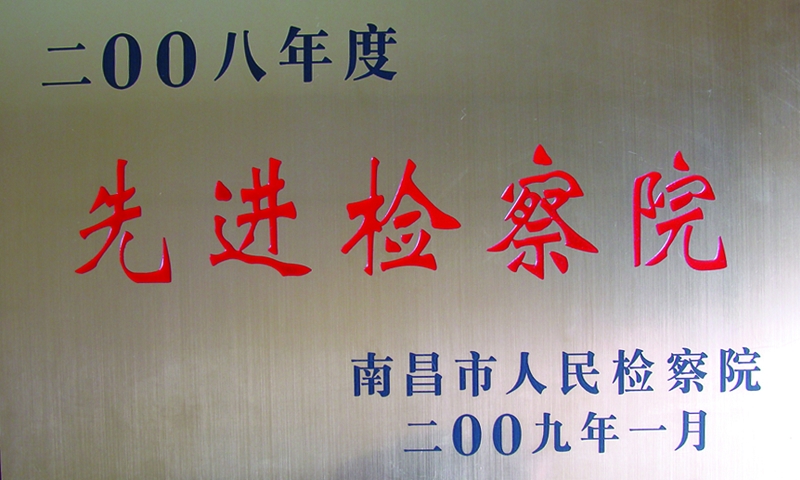 二00八年度
先进检察院
南昌市人民检察院
二00九年一月